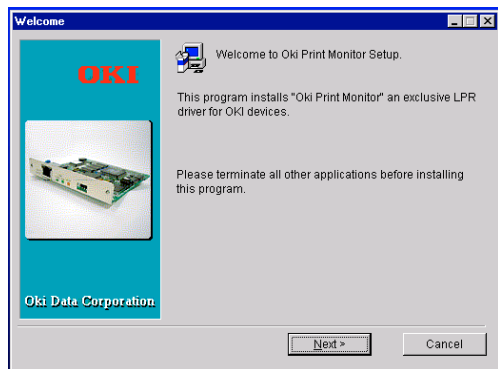 Welcome
OKI
Oki Data Corporation
Welcome to Oki Print Monitor Setup.
This program installs "Oki Print Monitor" an exclusive LPR
driver for OKI devices.
Please terminate all other applications before installing
this program.
Next >
Cancel